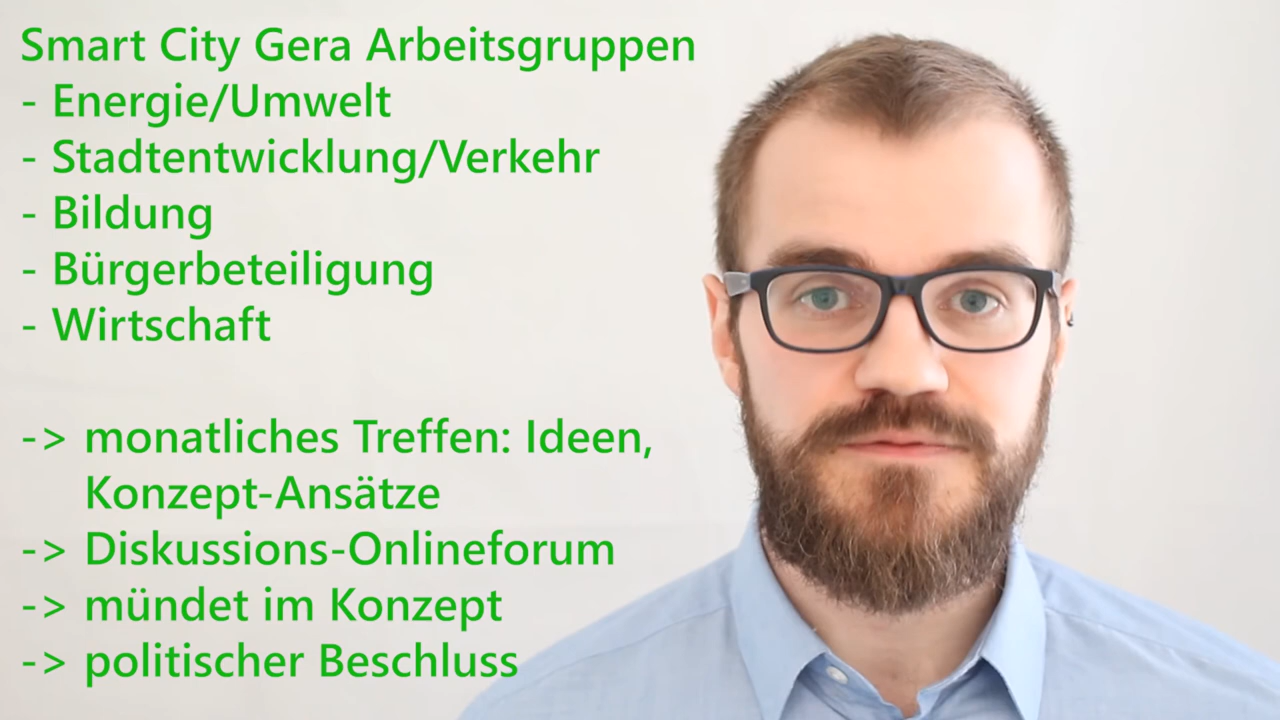 Smart City Gera Arbeitsgruppen
- Energie/Umwelt
- Stadtentwicklung/Verkehr
- Bildung
- Bürgerbeteiligung
- Wirtschaft
-> monatliches Treffen: Ideen,
Konzept-Ansätze
-> Diskussions-Onlineforum
-> mündet im Konzept
-> politischer Beschluss